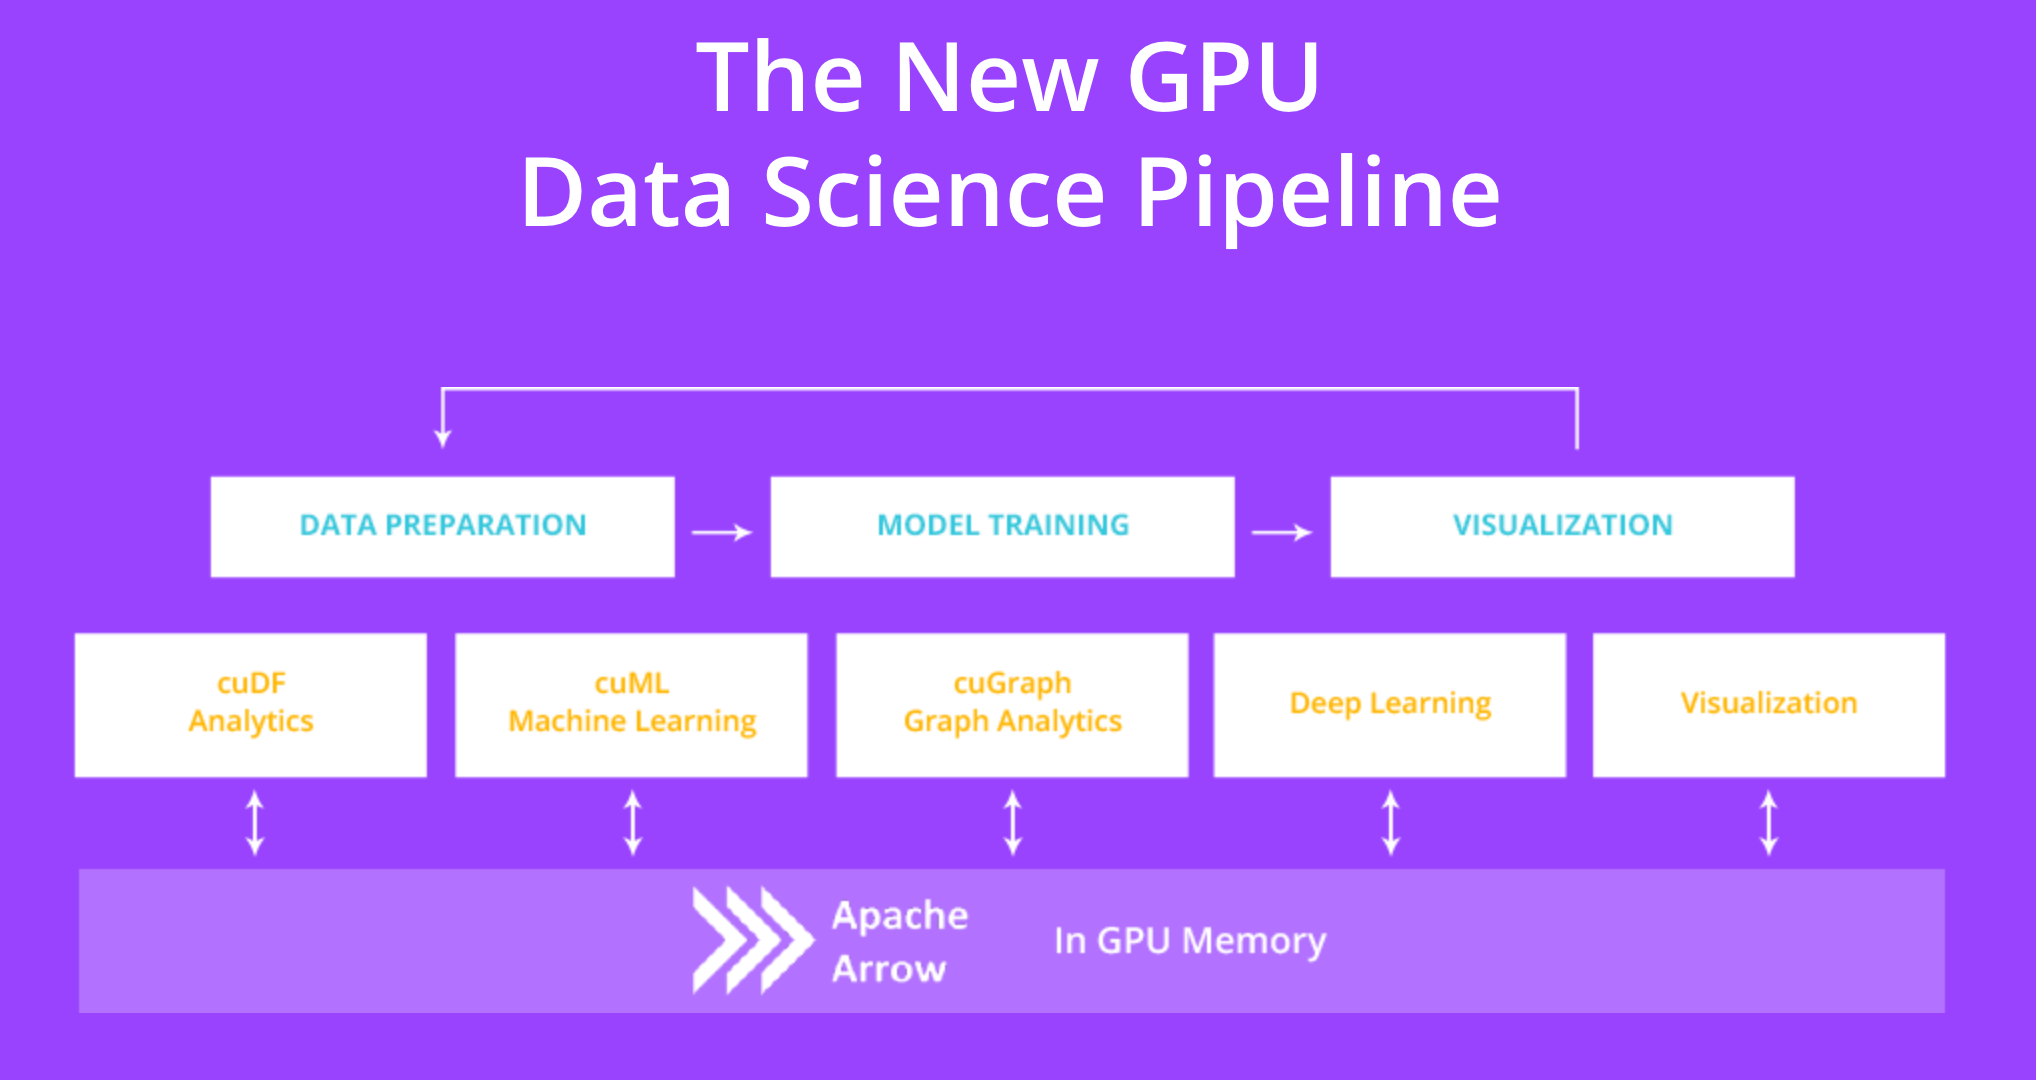 The New GPU
Data Science Pipeline
DATA PREPARATION
MODEL TRAINING
VISUALIZATION
cuDF
Analytics
cuML
Machine Learning
cuGraph
Graph Analytics
Deep Learning
Visualization
Apache
Arrow
In GPU Memory